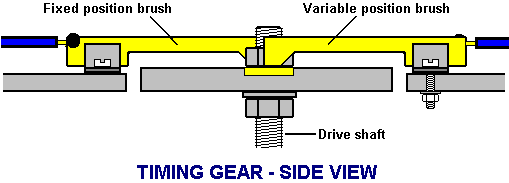 Fixed position brush
Variable position brush
Drive shaft
TIMING GEAR - SIDE VIEW